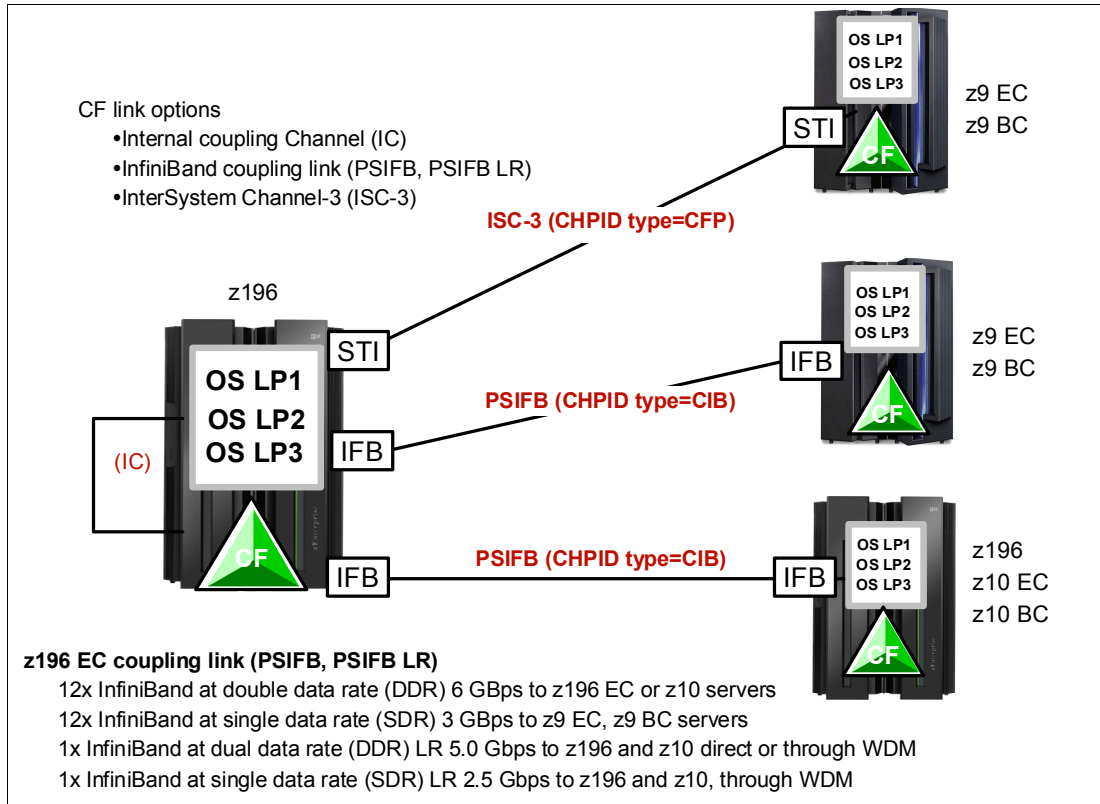 CF link options
•Internal coupling Channel (IC)
•InfiniBand coupling link (PSIFB, PSIFB LR)
•InterSystem Channel-3 (ISC-3)
OS LP1
OS LP2
OS LP3
CF
STI
z9 EC
z9 BC
ISC-3 (CHPID type=CFP)
z196
STI
OS LP1
OS LP2
OS LP3
(IC)
IFB
CF
IFB
zEnterprise
PSIFB (CHPID type=CIB)
IFB
OS LP1
OS LP2
OS LP3
CF
z9 EC
z9 BC
PSIFB (CHPID type=CIB)
IFB
OS LP1
OS LP2
OS LP3
CF
z196
z10 EC
z10 BC
z196 EC coupling link (PSIFB, PSIFB LR)
12x InfiniBand at double data rate (DDR) 6 GBps to z196 EC or z10 servers
12x InfiniBand at single data rate (SDR) 3 GBps to z9 EC, z9 BC servers
1x InfiniBand at dual data rate (DDR) LR 5.0 Gbps to z196 and z10 direct or through WDM
1x InfiniBand at single data rate (SDR) LR 2.5 Gbps to z196 and z10, through WDM